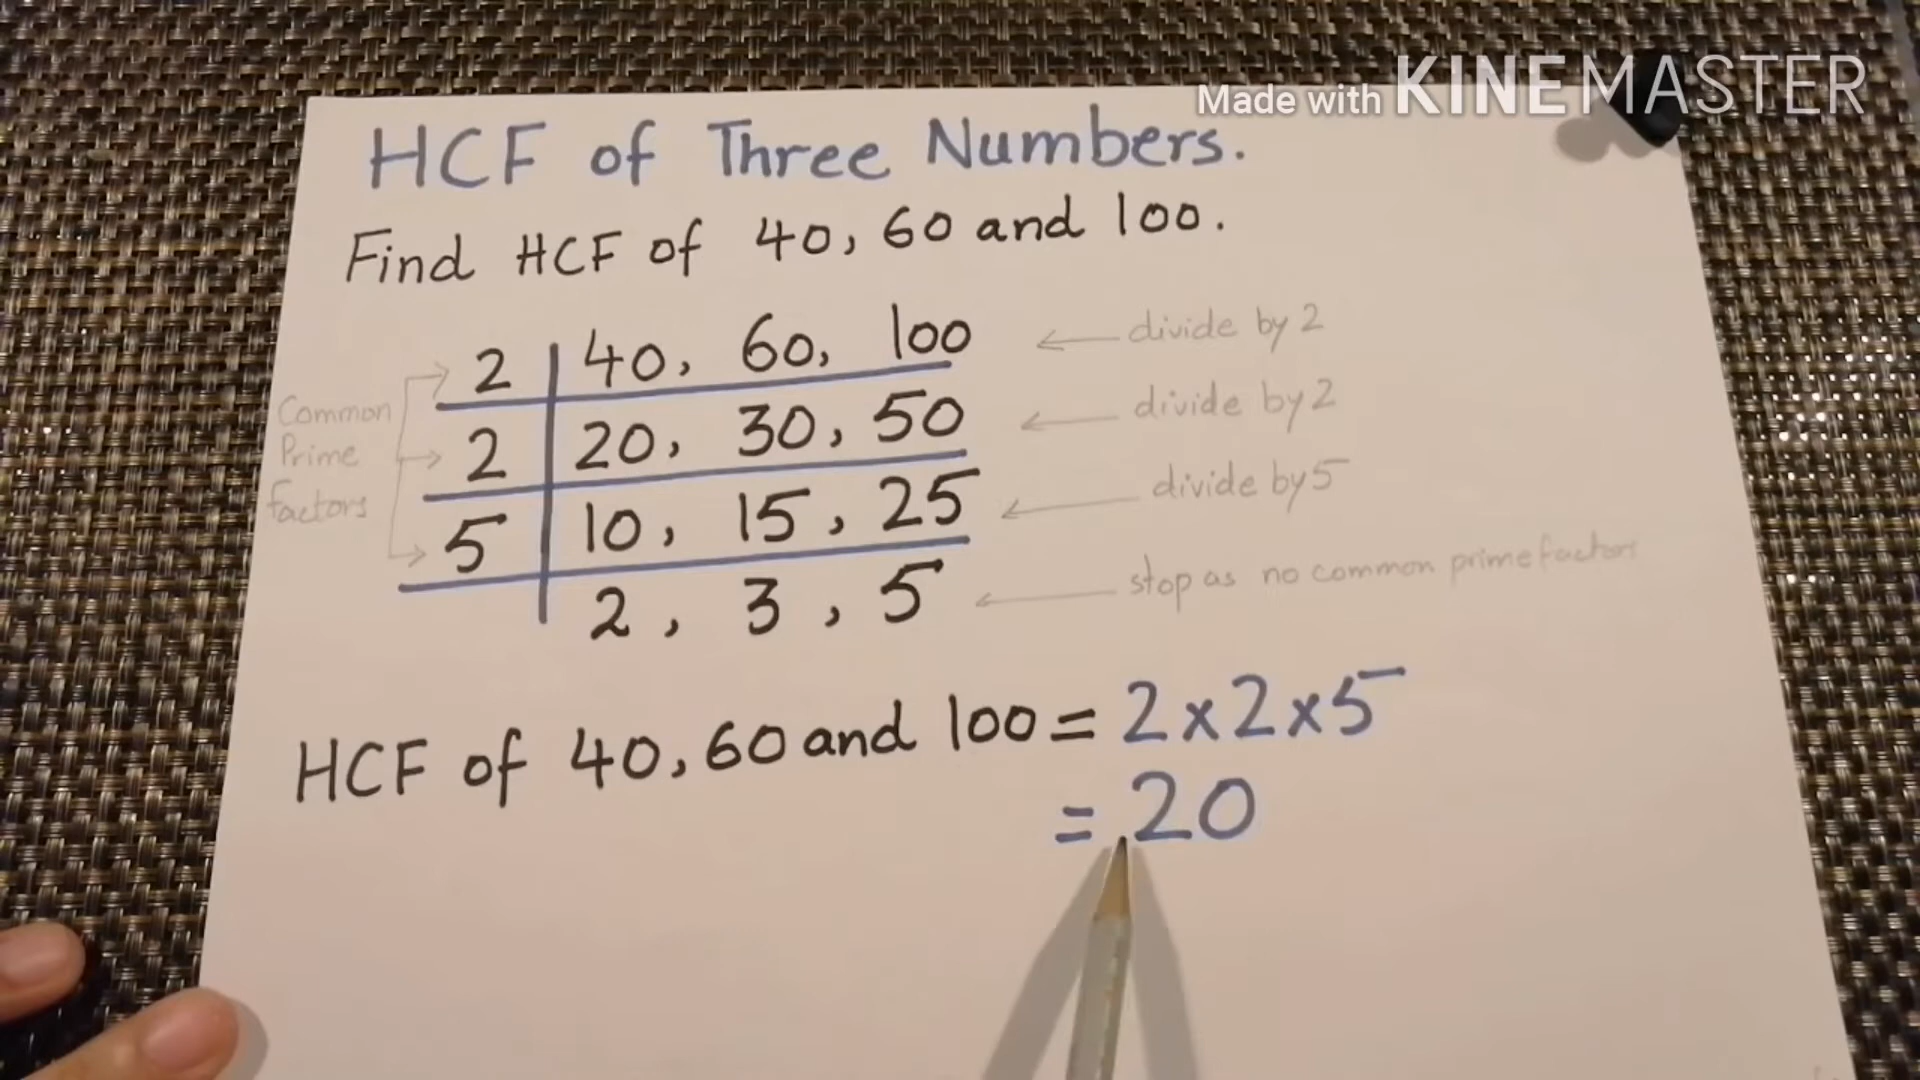 Made with KINEMASTER
HCF of Three Numbers.
Find HCF of 40, 60 and 100.
2 40, 60, 100 ← divide by 2
2 20, 30, 50 ← divide by 2
5 10, 15, 25 ← divide by 5
2, 3, 5 ← stop as no common prime factors
Common
Prime
factors
HCF of 40, 60 and 100 = 2x2x5
= 20